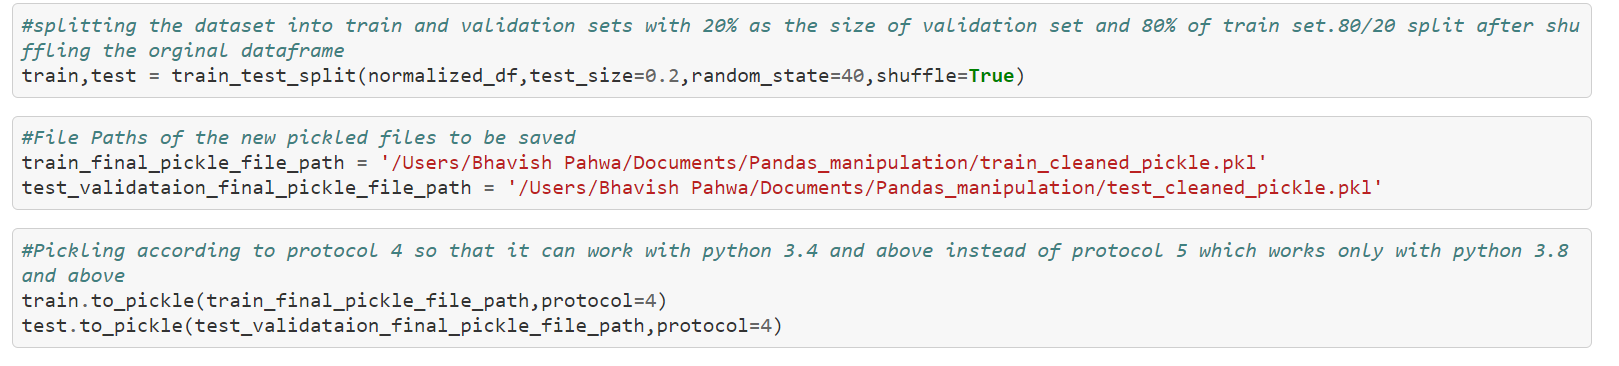 #splitting the dataset into train and validation sets with 20% as the size of validation set and 80% of train set.80/20 split after shu
ffling the orginal dataframe
train,test = train_test_split(normalized_df,test_size=0.2,random_state=40,shuffle=True)
#File Paths of the new pickled files to be saved
train_final_pickle_file_path = '/Users/Bhavish Pahwa/Documents/Pandas_manipulation/train_cleaned_pickle.pkl'
test_validataion_final_pickle_file_path = '/Users/Bhavish Pahwa/Documents/Pandas_manipulation/test_cleaned_pickle.pkl'
#Pickling according to protocol 4 so that it can work with python 3.4 and above instead of protocol 5 which works only with python 3.8
and above
train.to_pickle(train_final_pickle_file_path,protocol=4)
test.to_pickle(test_validataion_final_pickle_file_path,protocol=4)